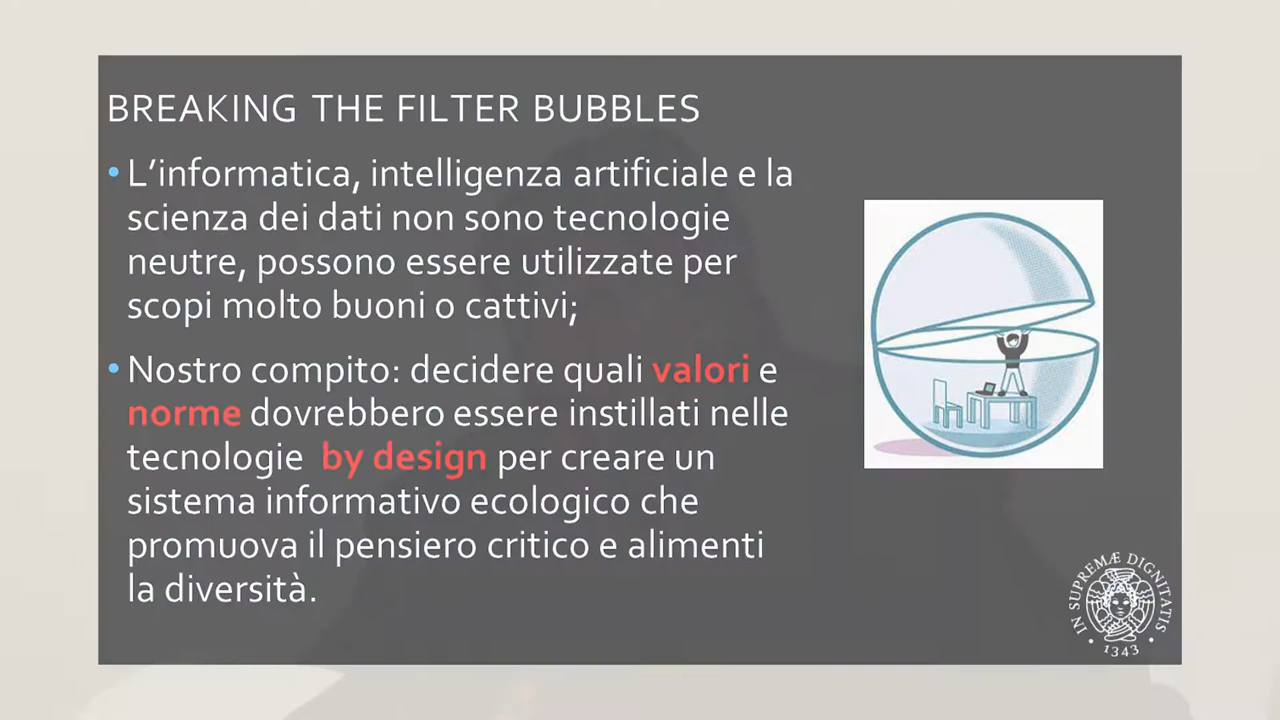 BREAKING THE FILTER BUBBLES
• L’informatica, intelligenza artificiale e la
scienza dei dati non sono tecnologie
neutre, possono essere utilizzate per
scopi molto buoni o cattivi;
• Nostro compito: decidere quali valori e
norme dovrebbero essere instillati nelle
tecnologie by design per creare un
sistema informativo ecologico che
promuova il pensiero critico e alimenti
la diversità.
IN SUPREMÆ DIGNITATIS
• 1343 •